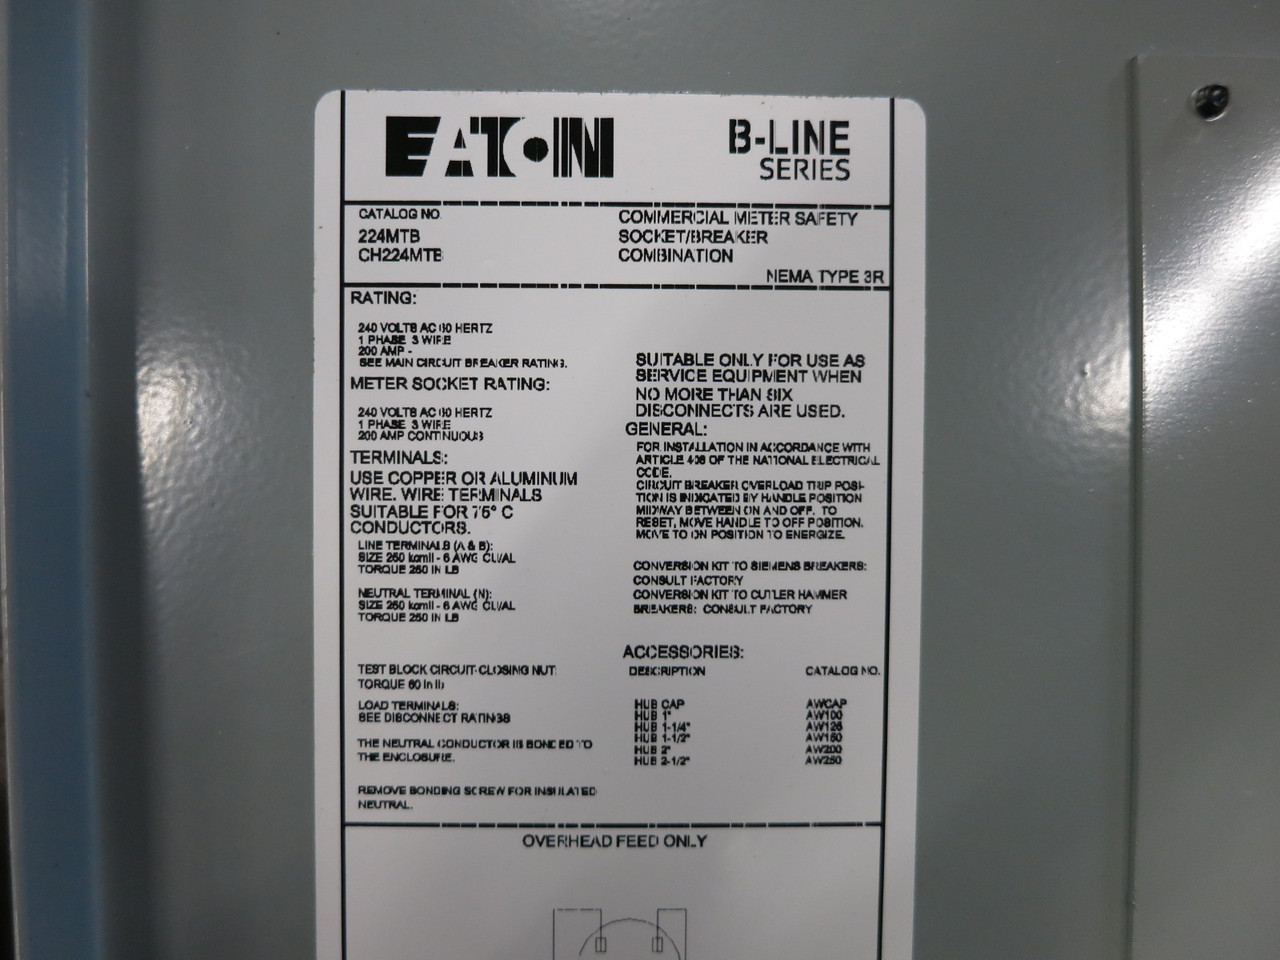 EATON
B-LINE
SERIES
CATALOG NO.
224MTB
CH224MTB
COMMERCIAL METER SAFETY
SOCKET/BREAKER
COMBINATION
NEMA TYPE 3R
RATING:
240 VOLTS AC 60 HERTZ
1 PHASE 3 WIRE
200 AMP -
SEE MAIN CIRCUIT BREAKER RATING.
METER SOCKET RATING:
240 VOLTS AC 60 HERTZ
1 PHASE 3 WIRE
200 AMP CONTINUOUS
TERMINALS:
USE COPPER OR ALUMINUM
WIRE. WIRE TERMINALS
SUITABLE FOR 75° C
CONDUCTORS.
LINE TERMINALS (A & B):
SIZE 250 kcmil - 6 AWG CU/AL
TORQUE 250 IN LB
NEUTRAL TERMINAL (N):
SIZE 250 kcmil - 6 AWG CU/AL
TORQUE 250 IN LB
TEST BLOCK CIRCUIT-CLOSING NUT:
TORQUE 60 in lb
LOAD TERMINALS:
SEE DISCONNECT RATINGS
THE NEUTRAL CONDUCTOR IS BONDED TO
THE ENCLOSURE.
REMOVE BONDING SCREW FOR INSULATED
NEUTRAL.
SUITABLE ONLY FOR USE AS
SERVICE EQUIPMENT WHEN
NO MORE THAN SIX
DISCONNECTS ARE USED.
GENERAL:
FOR INSTALLATION IN ACCORDANCE WITH
ARTICLE 408 OF THE NATIONAL ELECTRICAL
CODE.
CIRCUIT BREAKER OVERLOAD TRIP POSI-
TION IS INDICATED BY HANDLE POSITION
MIDWAY BETWEEN ON AND OFF. TO
RESET, MOVE HANDLE TO OFF POSITION.
MOVE TO ON POSITION TO ENERGIZE.
CONVERSION KIT TO SIEMENS BREAKERS:
CONSULT FACTORY
CONVERSION KIT TO CUTLER HAMMER
BREAKERS: CONSULT FACTORY
ACCESSORIES:
DESCRIPTION CATALOG NO.
HUB CAP AWCAP
HUB 1" AW100
HUB 1-1/4" AW125
HUB 1-1/2" AW150
HUB 2" AW200
HUB 2-1/2" AW250
OVERHEAD FEED ONLY